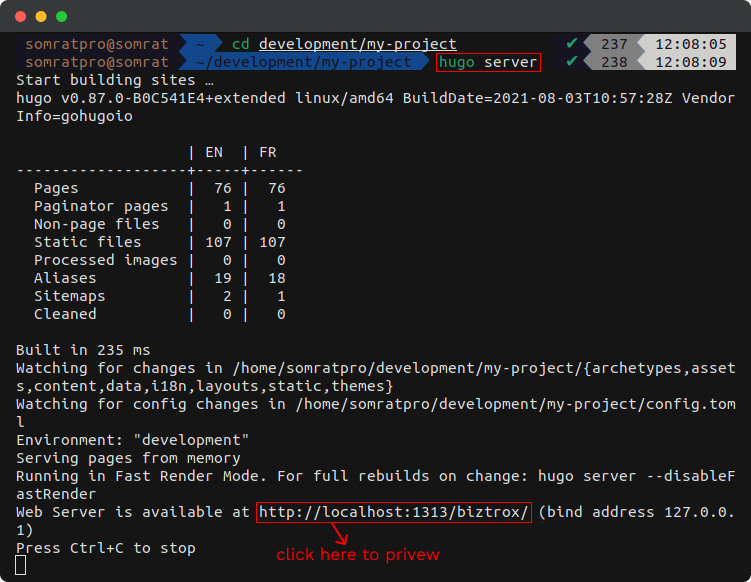 somratpro@somrat ~ cd development/my-project ✔ 237 12:08:05
somratpro@somrat ~/development/my-project hugo server ✔ 238 12:08:09
Start building sites …
hugo v0.87.0-B0C541E4+extended linux/amd64 BuildDate=2021-08-03T10:57:28Z Vendor
Info=gohugoio
| EN | FR
-------------------+-----+------
Pages | 76 | 76
Paginator pages | 1 | 1
Non-page files | 0 | 0
Static files | 107 | 107
Processed images | 0 | 0
Aliases | 19 | 18
Sitemaps | 2 | 1
Cleaned | 0 | 0
Built in 235 ms
Watching for changes in /home/somratpro/development/my-project/{archetypes,asset
s,content,data,i18n,layouts,static,themes}
Watching for config changes in /home/somratpro/development/my-project/config.tom
l
Environment: "development"
Serving pages from memory
Running in Fast Render Mode. For full rebuilds on change: hugo server --disableF
astRender
Web Server is available at http://localhost:1313/biztrox/ (bind address 127.0.0.
1)
Press Ctrl+C to stop
click here to privew